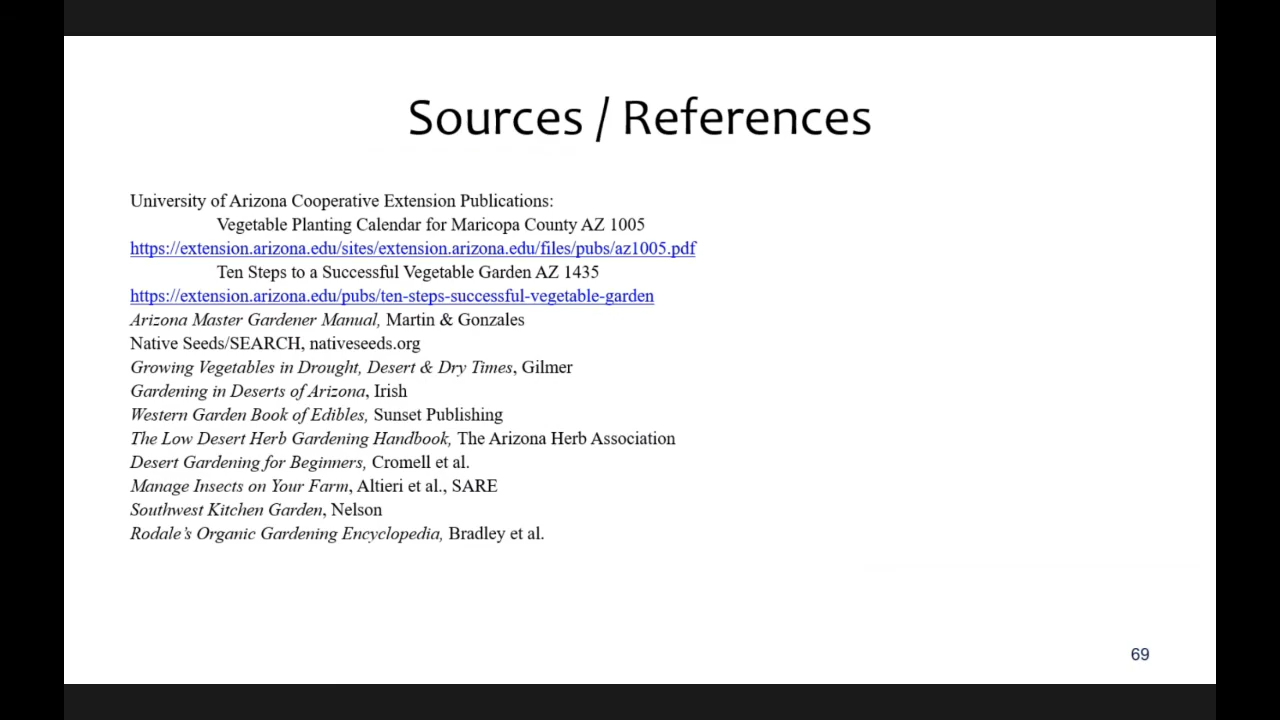 Sources / References
University of Arizona Cooperative Extension Publications:
Vegetable Planting Calendar for Maricopa County AZ 1005
https://extension.arizona.edu/sites/extension.arizona.edu/files/pubs/az1005.pdf
Ten Steps to a Successful Vegetable Garden AZ 1435
https://extension.arizona.edu/pubs/ten-steps-successful-vegetable-garden
Arizona Master Gardener Manual, Martin & Gonzales
Native Seeds/SEARCH, nativeseeds.org
Growing Vegetables in Drought, Desert & Dry Times, Gilmer
Gardening in Deserts of Arizona, Irish
Western Garden Book of Edibles, Sunset Publishing
The Low Desert Herb Gardening Handbook, The Arizona Herb Association
Desert Gardening for Beginners, Cromell et al.
Manage Insects on Your Farm, Altieri et al., SARE
Southwest Kitchen Garden, Nelson
Rodale’s Organic Gardening Encyclopedia, Bradley et al.
69